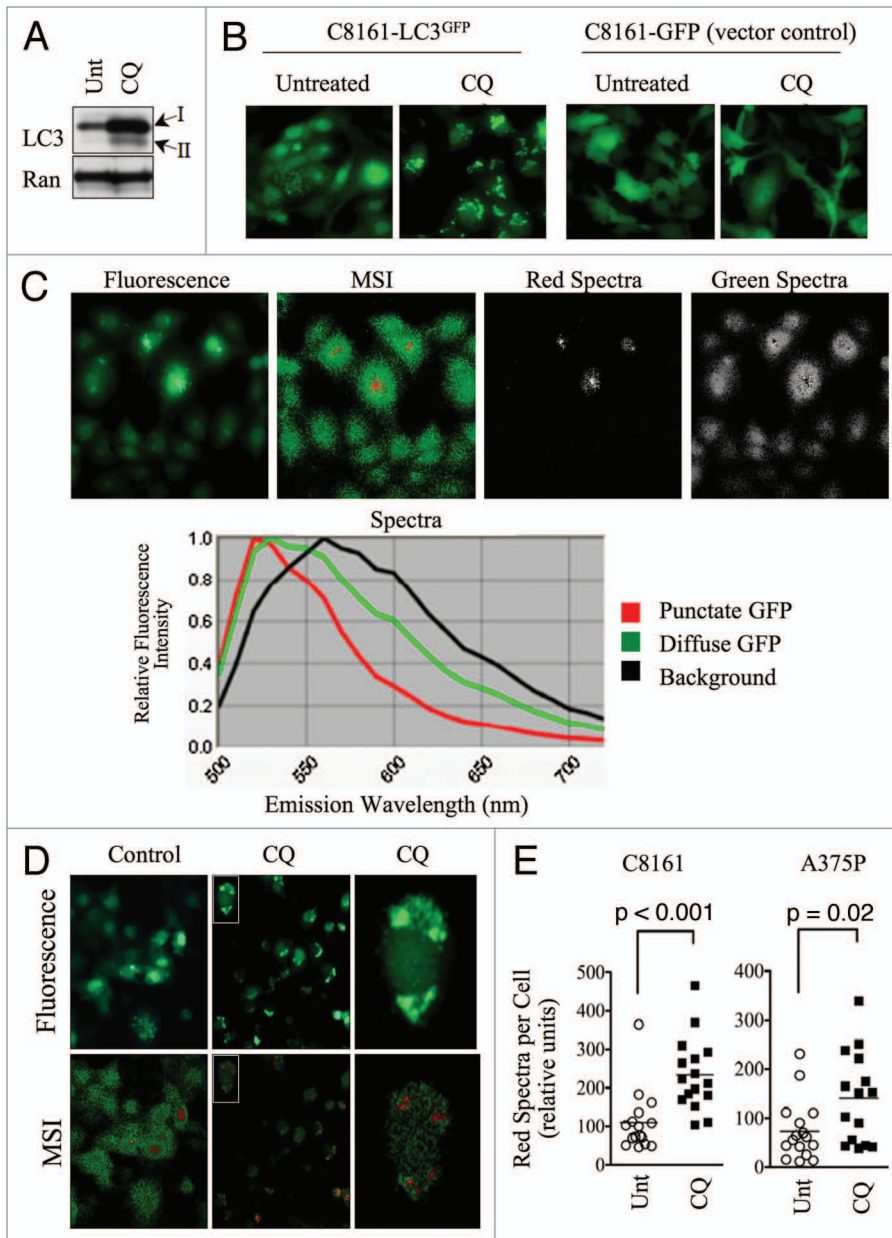 A
Unt
CQ
LC3
I
II
Ran
B
C8161-LC3GFP
C8161-GFP (vector control)
Untreated
CQ
Untreated
CQ
C
Fluorescence
MSI
Red Spectra
Green Spectra
Spectra
Relative Fluorescence
Intensity
1.0
0.8
0.6
0.4
0.2
0.0
500
550
600
650
700
Emission Wavelength (nm)
Punctate GFP
Diffuse GFP
Background
D
Control
CQ
CQ
Fluorescence
MSI
E
C8161
A375P
p < 0.001
p = 0.02
Red Spectra per Cell
(relative units)
500
400
300
200
100
0
Unt
CQ
400
300
200
100
0
Unt
CQ